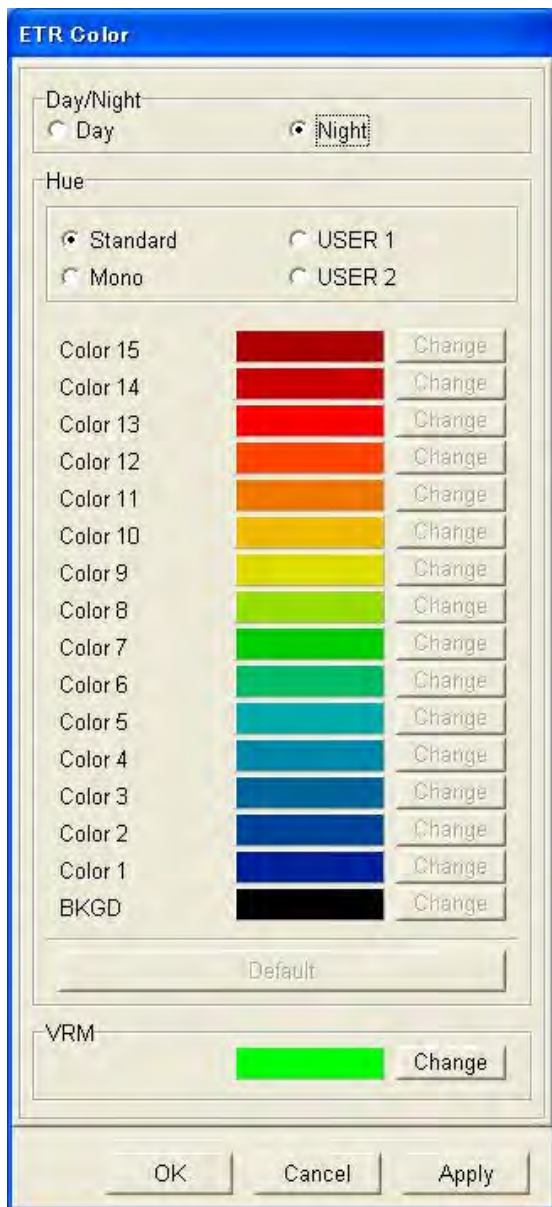 ETR Color
Day/Night
Day Night
Hue
Standard USER 1
Mono USER 2
Color 15 Change
Color 14 Change
Color 13 Change
Color 12 Change
Color 11 Change
Color 10 Change
Color 9 Change
Color 8 Change
Color 7 Change
Color 6 Change
Color 5 Change
Color 4 Change
Color 3 Change
Color 2 Change
Color 1 Change
BKGD Change
Default
VRM
Change
OK Cancel Apply